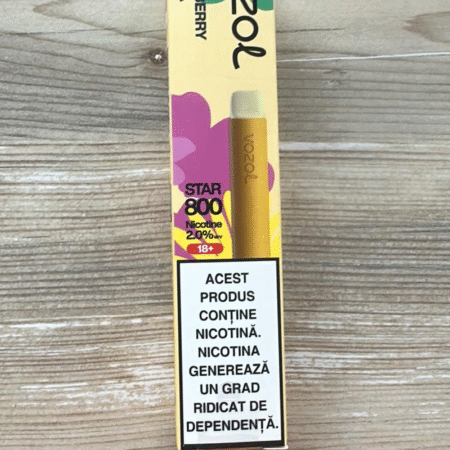 vozol
BERRY
vozol
STAR
800
Nicotine
2.0%
18+
ACEST
PRODUS
CONȚINE
NICOTINĂ.
NICOTINA
GENEREAZĂ
UN GRAD
RIDICAT DE
DEPENDENȚĂ.